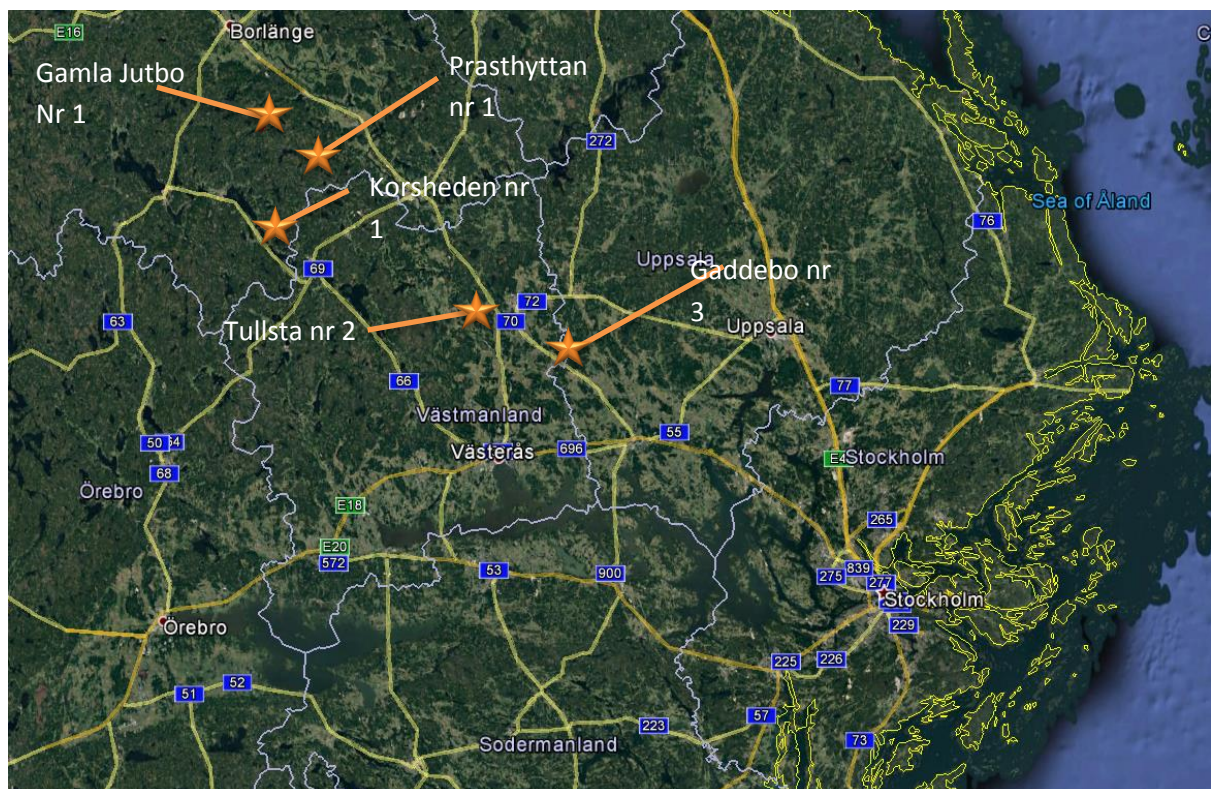 E16
Borlänge
C
Gamla Jutbo
Nr 1
Prasthyttan
nr 1
272
Korsheden nr
1
Sea of Åland
76
69
Uppsala
Gaddebo nr
3
63
72
70
Tullsta nr 2
Uppsala
66
77
Västmanland
50
64
55
696
Västerås
E4
Stockholm
68
Örebro
E18
265
E20
572
53
900
275
839
277
Stockholm
Örebro
229
225
226
52
51
57
223
73
Sodermanland